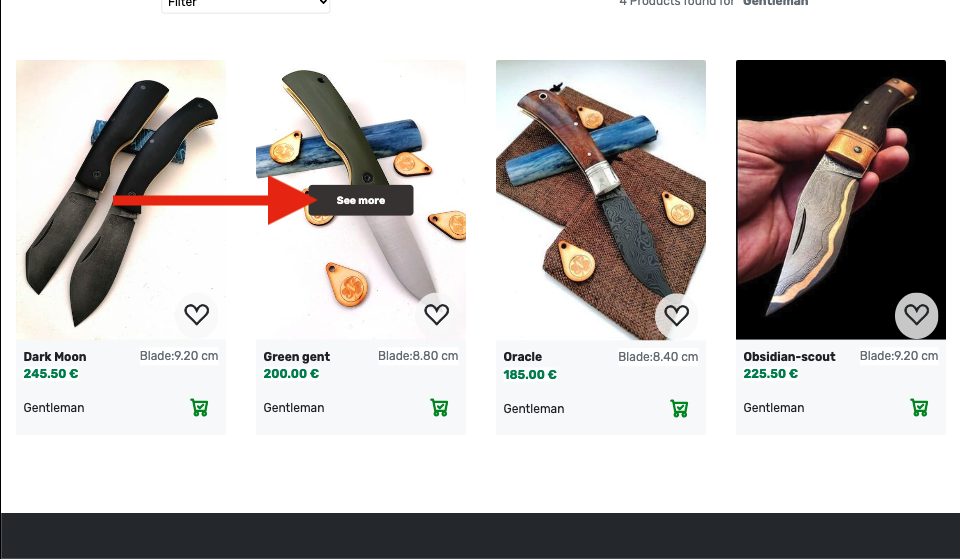 Filter
4 Products found for "Gentleman"
See more
Dark Moon
Blade:9.20 cm
245.50 €
Gentleman
Green gent
Blade:8.80 cm
200.00 €
Gentleman
Oracle
Blade:8.40 cm
185.00 €
Gentleman
Obsidian-scout
Blade:9.20 cm
225.50 €
Gentleman